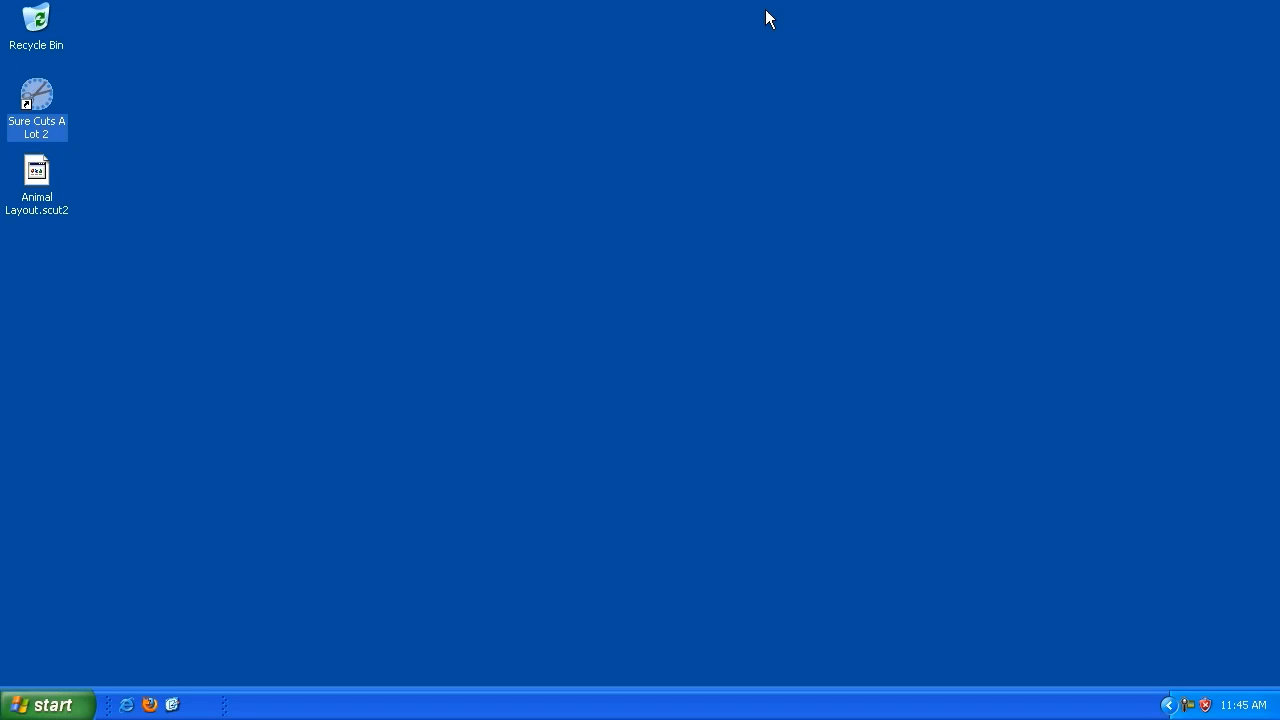 Recycle Bin
Sure Cuts A
Lot 2
Animal
Layout.scut2
start
11:45 AM